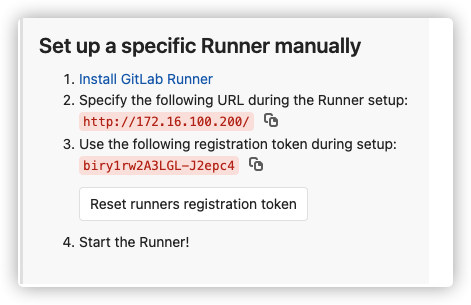 Set up a specific Runner manually
1. Install GitLab Runner
2. Specify the following URL during the Runner setup:
http://172.16.100.200/
3. Use the following registration token during setup:
biry1rw2A3LGL-J2epc4
Reset runners registration token
4. Start the Runner!